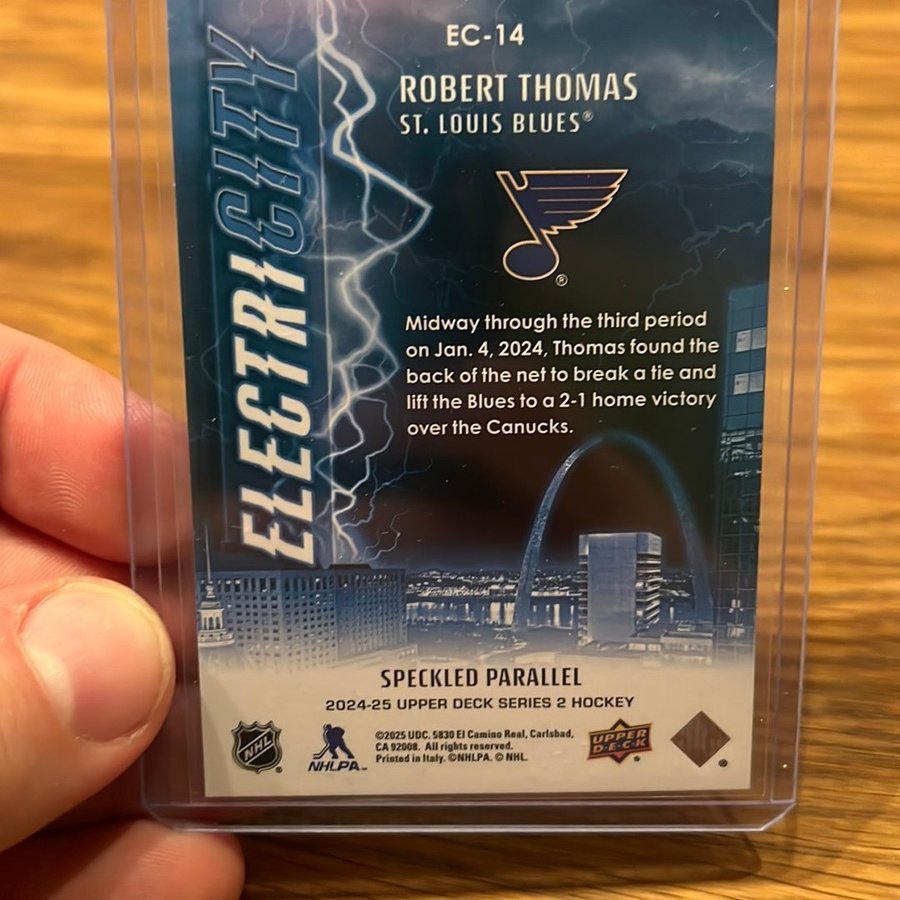 EC-14
ROBERT THOMAS
ST. LOUIS BLUES®
ELECTRICITY
®
Midway through the third period
on Jan. 4, 2024, Thomas found the
back of the net to break a tie and
lift the Blues to a 2-1 home victory
over the Canucks.
SPECKLED PARALLEL
2024-25 UPPER DECK SERIES 2 HOCKEY
NHL
®
NHLPA™
©2025 UDC. 5830 El Camino Real, Carlsbad,
CA 92008. All rights reserved.
Printed in Italy. ©NHLPA. © NHL.
UPPER
D·E·C·K
®
®